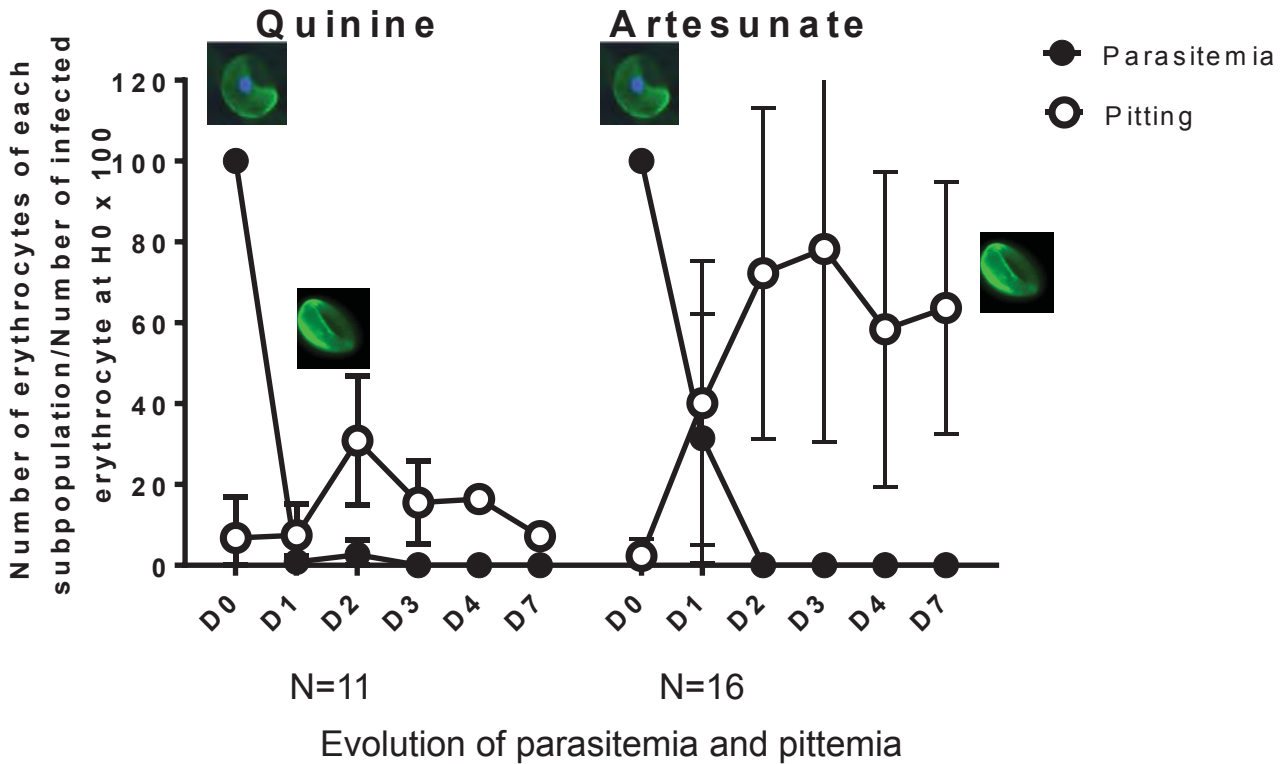 Quinine
Artesunate
Parasitemia
Pitting
Number of erythrocytes of each
subpopulation/Number of infected
erythrocyte at H0 x 100
120
100
80
60
40
20
0
D0 D1 D2 D3 D4 D7
D0 D1 D2 D3 D4 D7
N=11
N=16
Evolution of parasitemia and pittemia